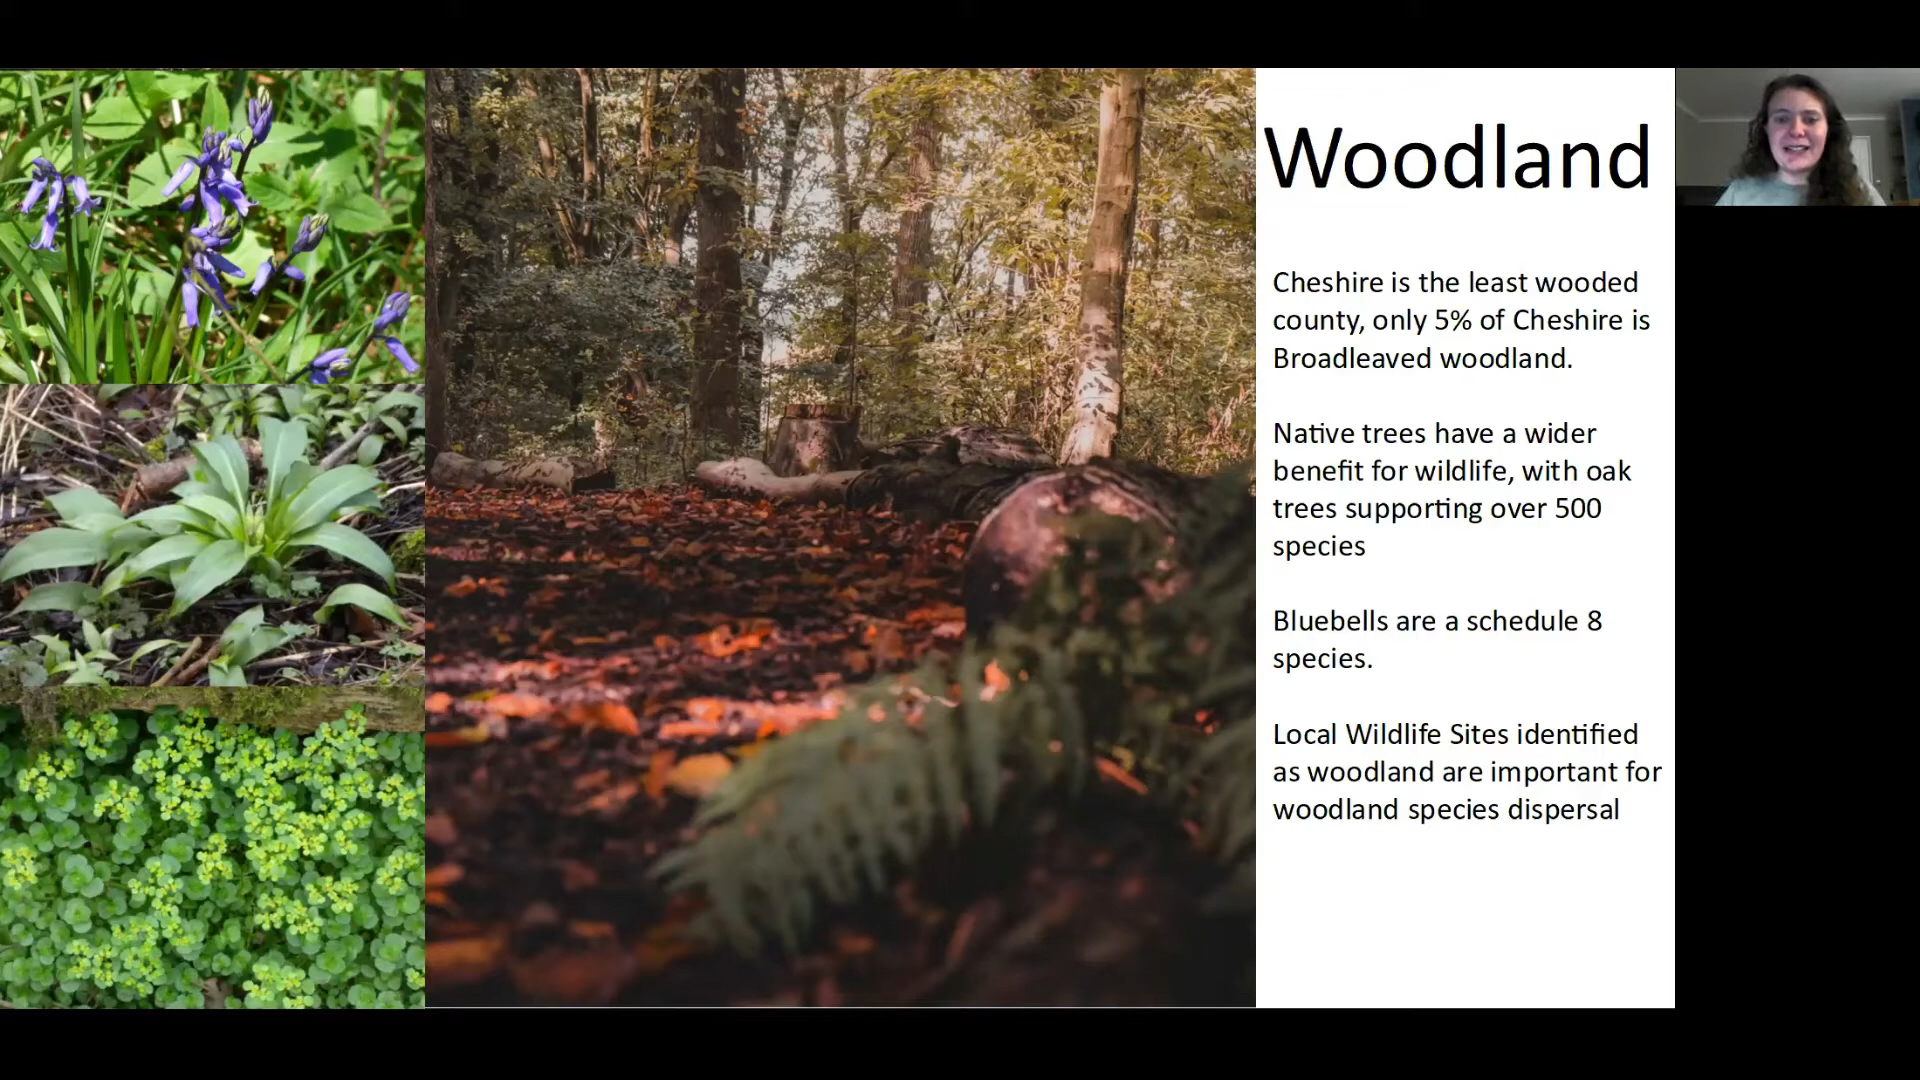 Woodland
Cheshire is the least wooded
county, only 5% of Cheshire is
Broadleaved woodland.
Native trees have a wider
benefit for wildlife, with oak
trees supporting over 500
species
Bluebells are a schedule 8
species.
Local Wildlife Sites identified
as woodland are important for
woodland species dispersal